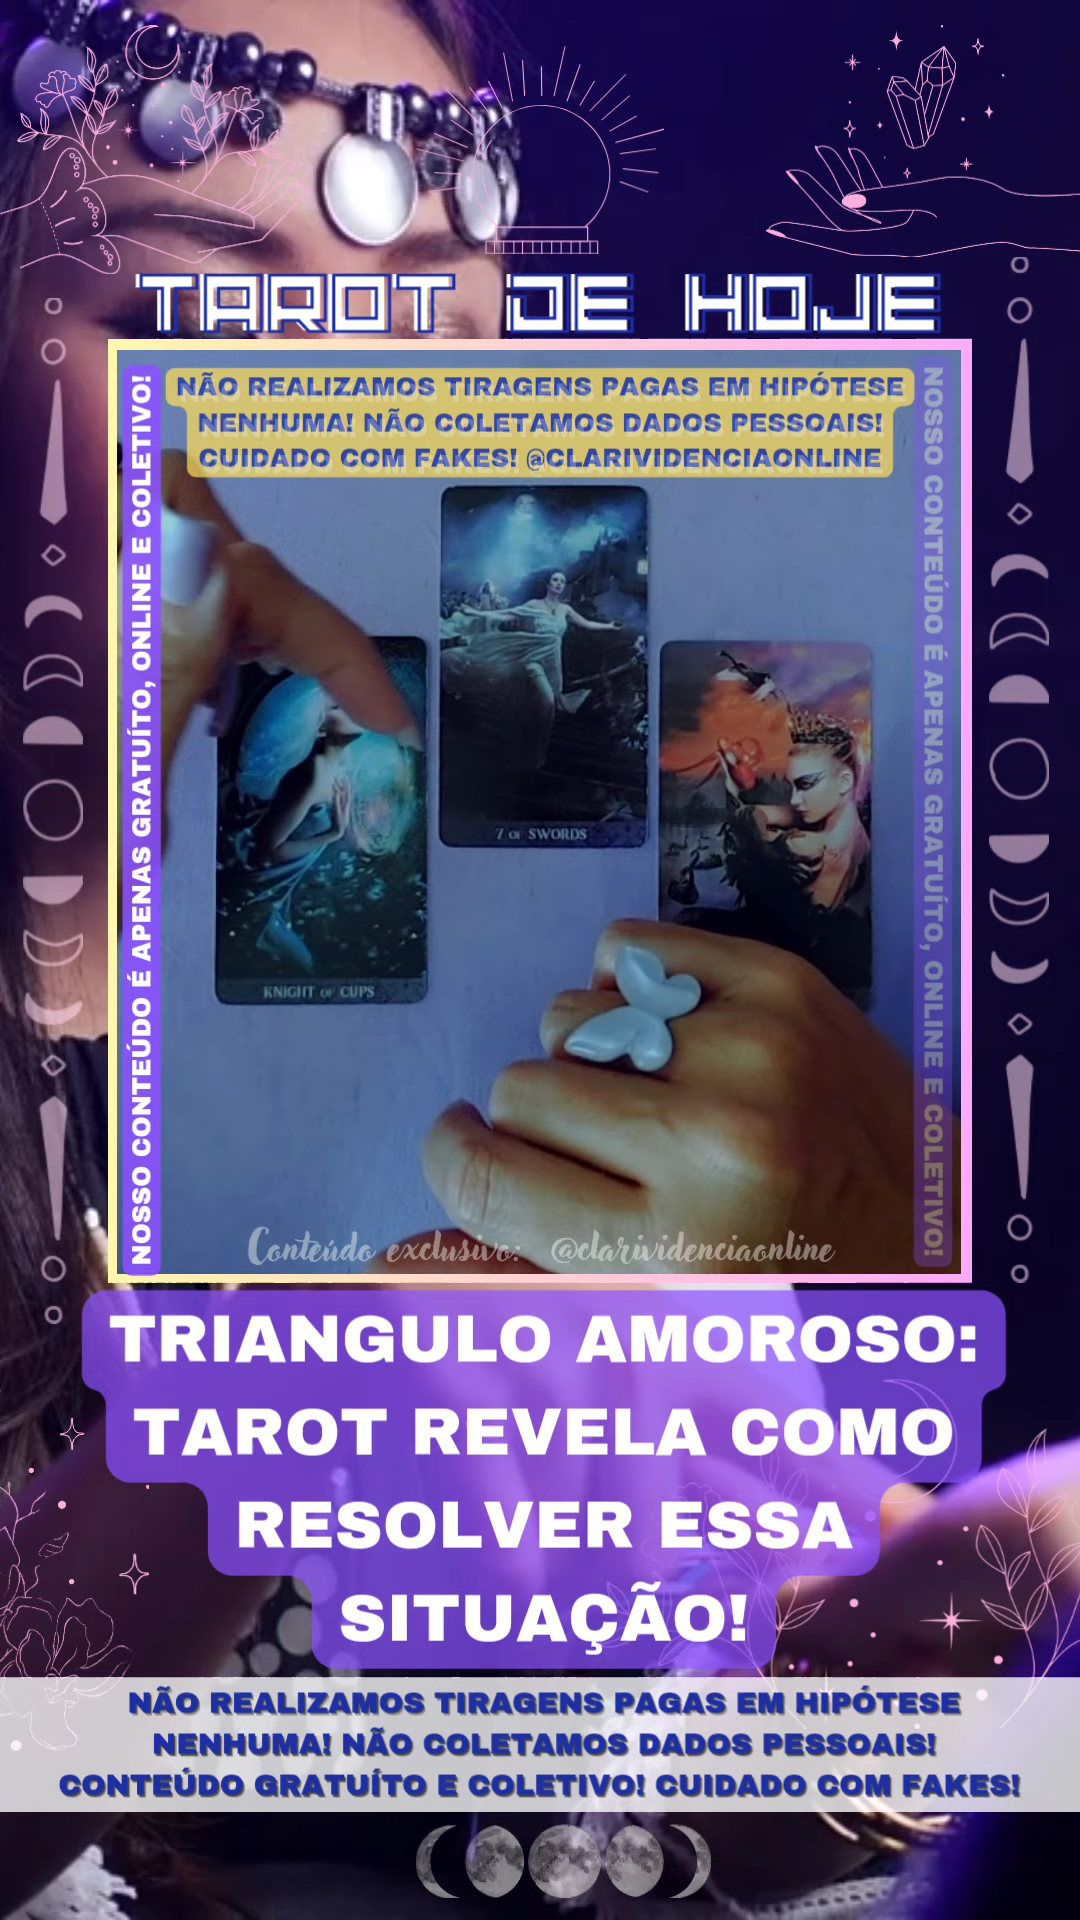 TAROT DE HOJE
NÃO REALIZAMOS TIRAGENS PAGAS EM HIPÓTESE
NENHUMA! NÃO COLETAMOS DADOS PESSOAIS!
CUIDADO COM FAKES! @CLARIVIDENCIAONLINE
NOSSO CONTEÚDO É APENAS GRATUÍTO, ONLINE E COLETIVO!
NOSSO CONTEÚDO É APENAS GRATUÍTO, ONLINE E COLETIVO!
7 OF SWORDS
KNIGHT OF CUPS
Conteúdo exclusivo: @clarividenciaonline
TRIANGULO AMOROSO:
TAROT REVELA COMO
RESOLVER ESSA
SITUAÇÃO!
NÃO REALIZAMOS TIRAGENS PAGAS EM HIPÓTESE
NENHUMA! NÃO COLETAMOS DADOS PESSOAIS!
CONTEÚDO GRATUÍTO E COLETIVO! CUIDADO COM FAKES!